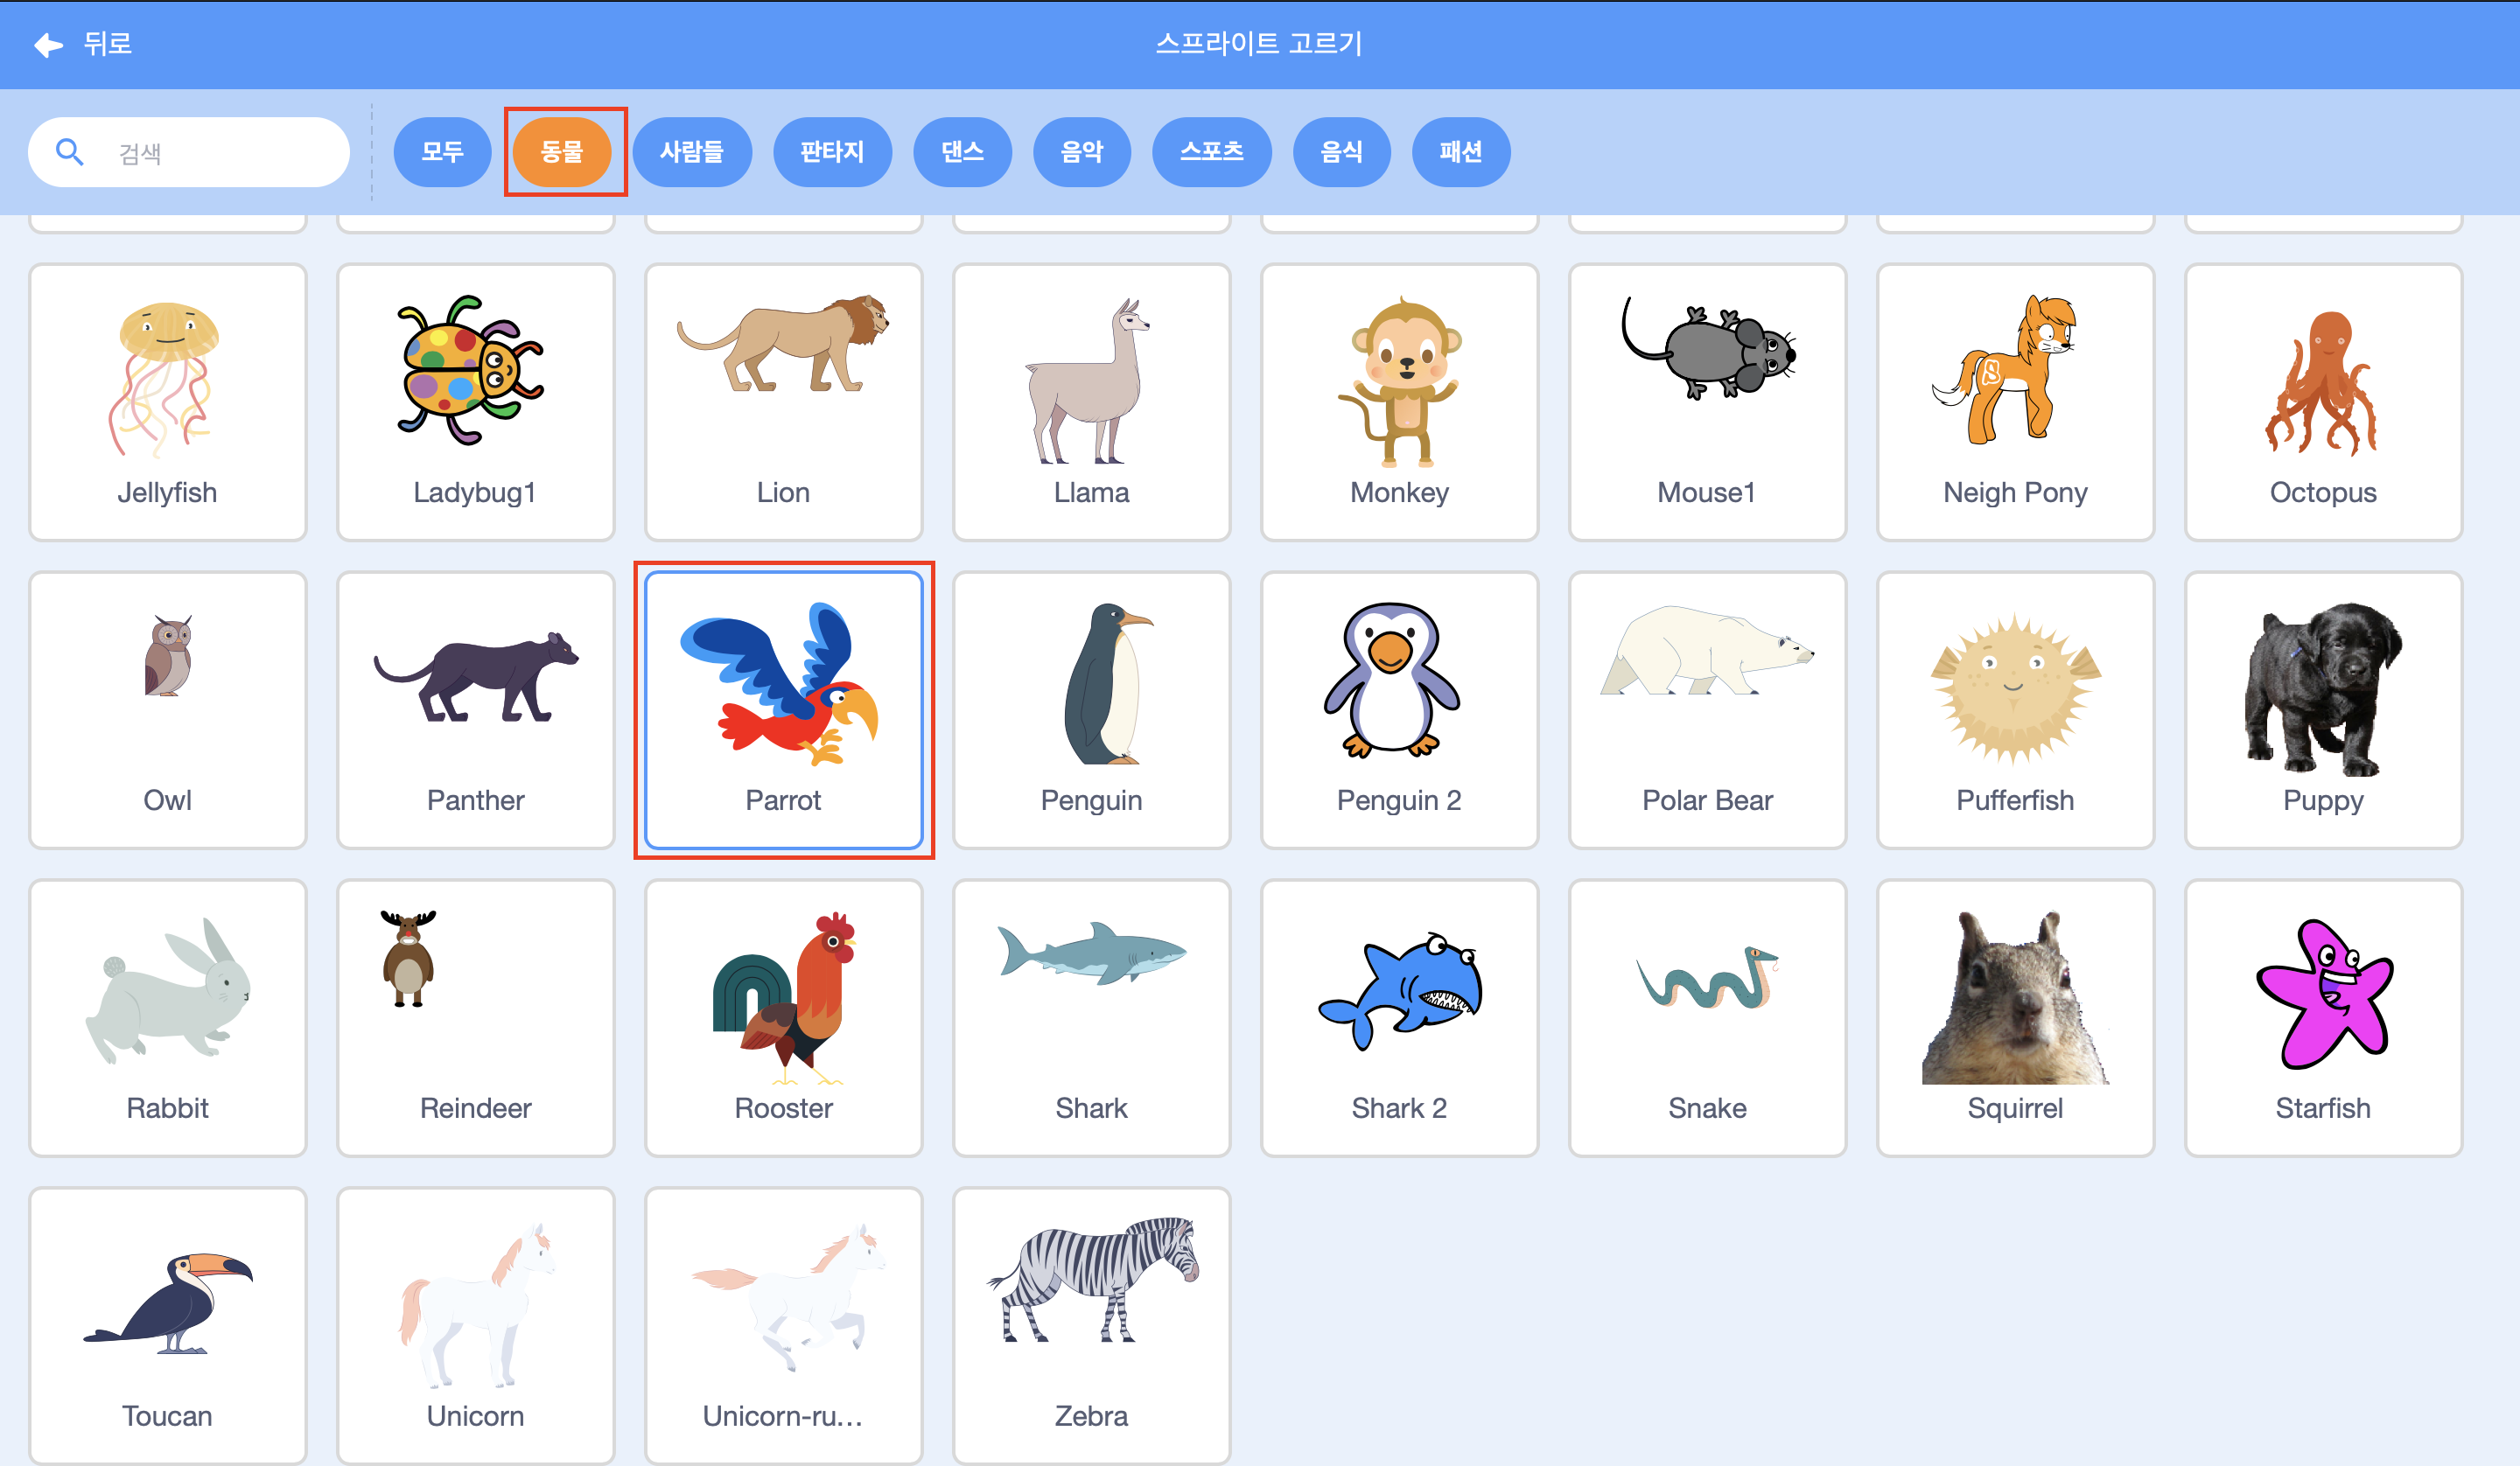 뒤로
스프라이트 고르기
검색
모두
동물
사람들
판타지
댄스
음악
스포츠
음식
패션
Jellyfish
Ladybug1
Lion
Llama
Monkey
Mouse1
Neigh Pony
Octopus
Owl
Panther
Parrot
Penguin
Penguin 2
Polar Bear
Pufferfish
Puppy
Rabbit
Reindeer
Rooster
Shark
Shark 2
Snake
Squirrel
Starfish
Toucan
Unicorn
Unicorn-ru...
Zebra